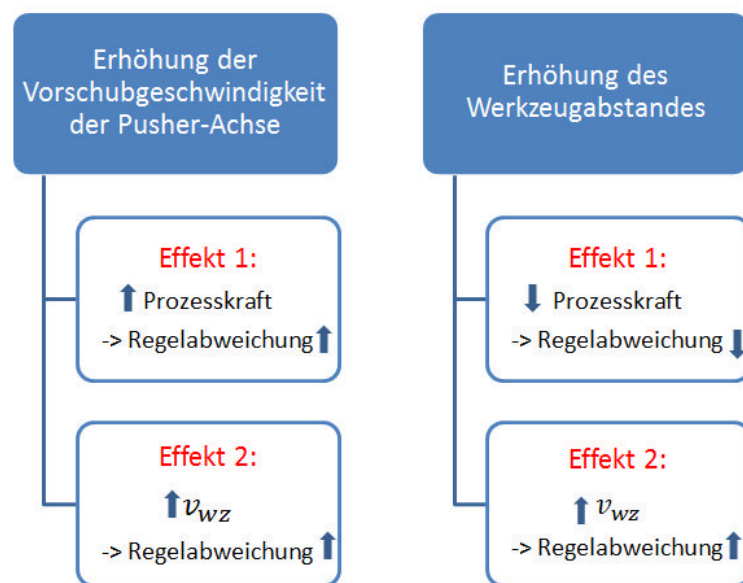 Erhöhung der
Vorschubgeschwindigkeit
der Pusher-Achse
Effekt 1:
⬆ Prozesskraft
-> Regelabweichung ⬆
Effekt 2:
⬆ v_wz
-> Regelabweichung ⬆
Erhöhung des
Werkzeugabstandes
Effekt 1:
⬇ Prozesskraft
-> Regelabweichung ⬇
Effekt 2:
⬆ v_wz
-> Regelabweichung ⬆